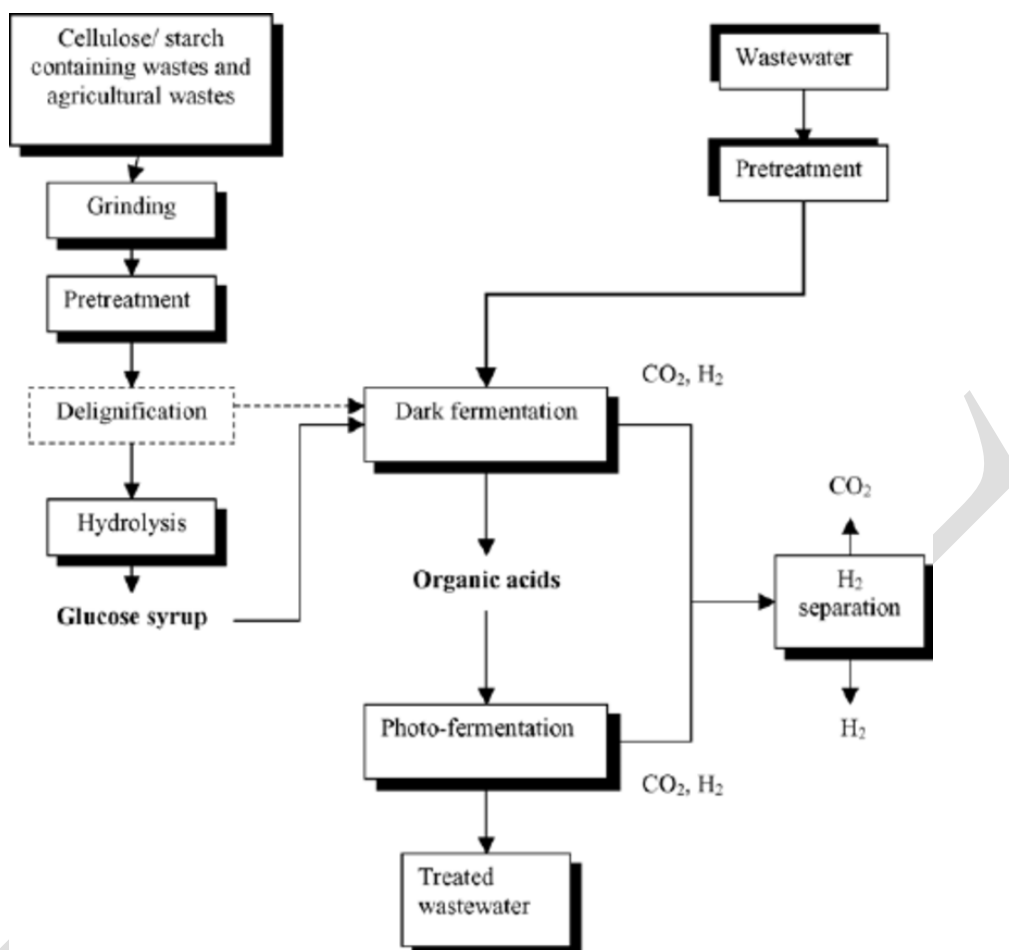 Cellulose/ starch
containing wastes and
agricultural wastes
Grinding
Pretreatment
Delignification
Hydrolysis
Glucose syrup
Wastewater
Pretreatment
CO₂, H₂
Dark fermentation
Organic acids
Photo-fermentation
CO₂, H₂
Treated
wastewater
CO₂
H₂
separation
H₂